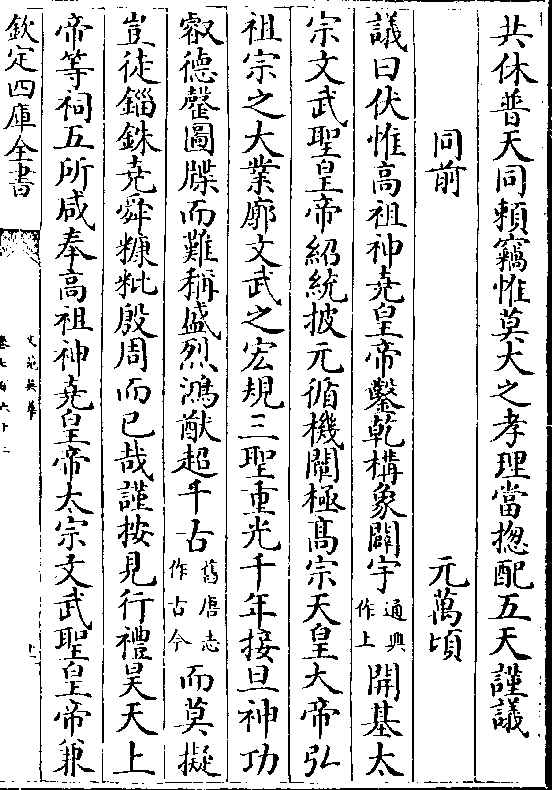 共休普天同賴竊惟莫大之孝理當揔配五天謹議
同前 元萬頃
議曰伏惟高祖神堯皇帝鑿乾構象闢宇通典作上開基太
宗文武聖皇帝紹統披元循機闡極高宗天皇大帝弘
祖宗之大業廓文武之宏規三聖重光千年接旦神功
叡德罄圖牒而難稱盛烈鴻猷超千古舊唐志作古今而莫擬
豈徒錙銖堯舜糠粃殷周而已哉謹按見行禮昊天上
帝等祠五所咸奉高祖神堯皇帝太宗文武聖皇帝兼
欽定四庫全書
文苑英華
卷七百六十二
十一